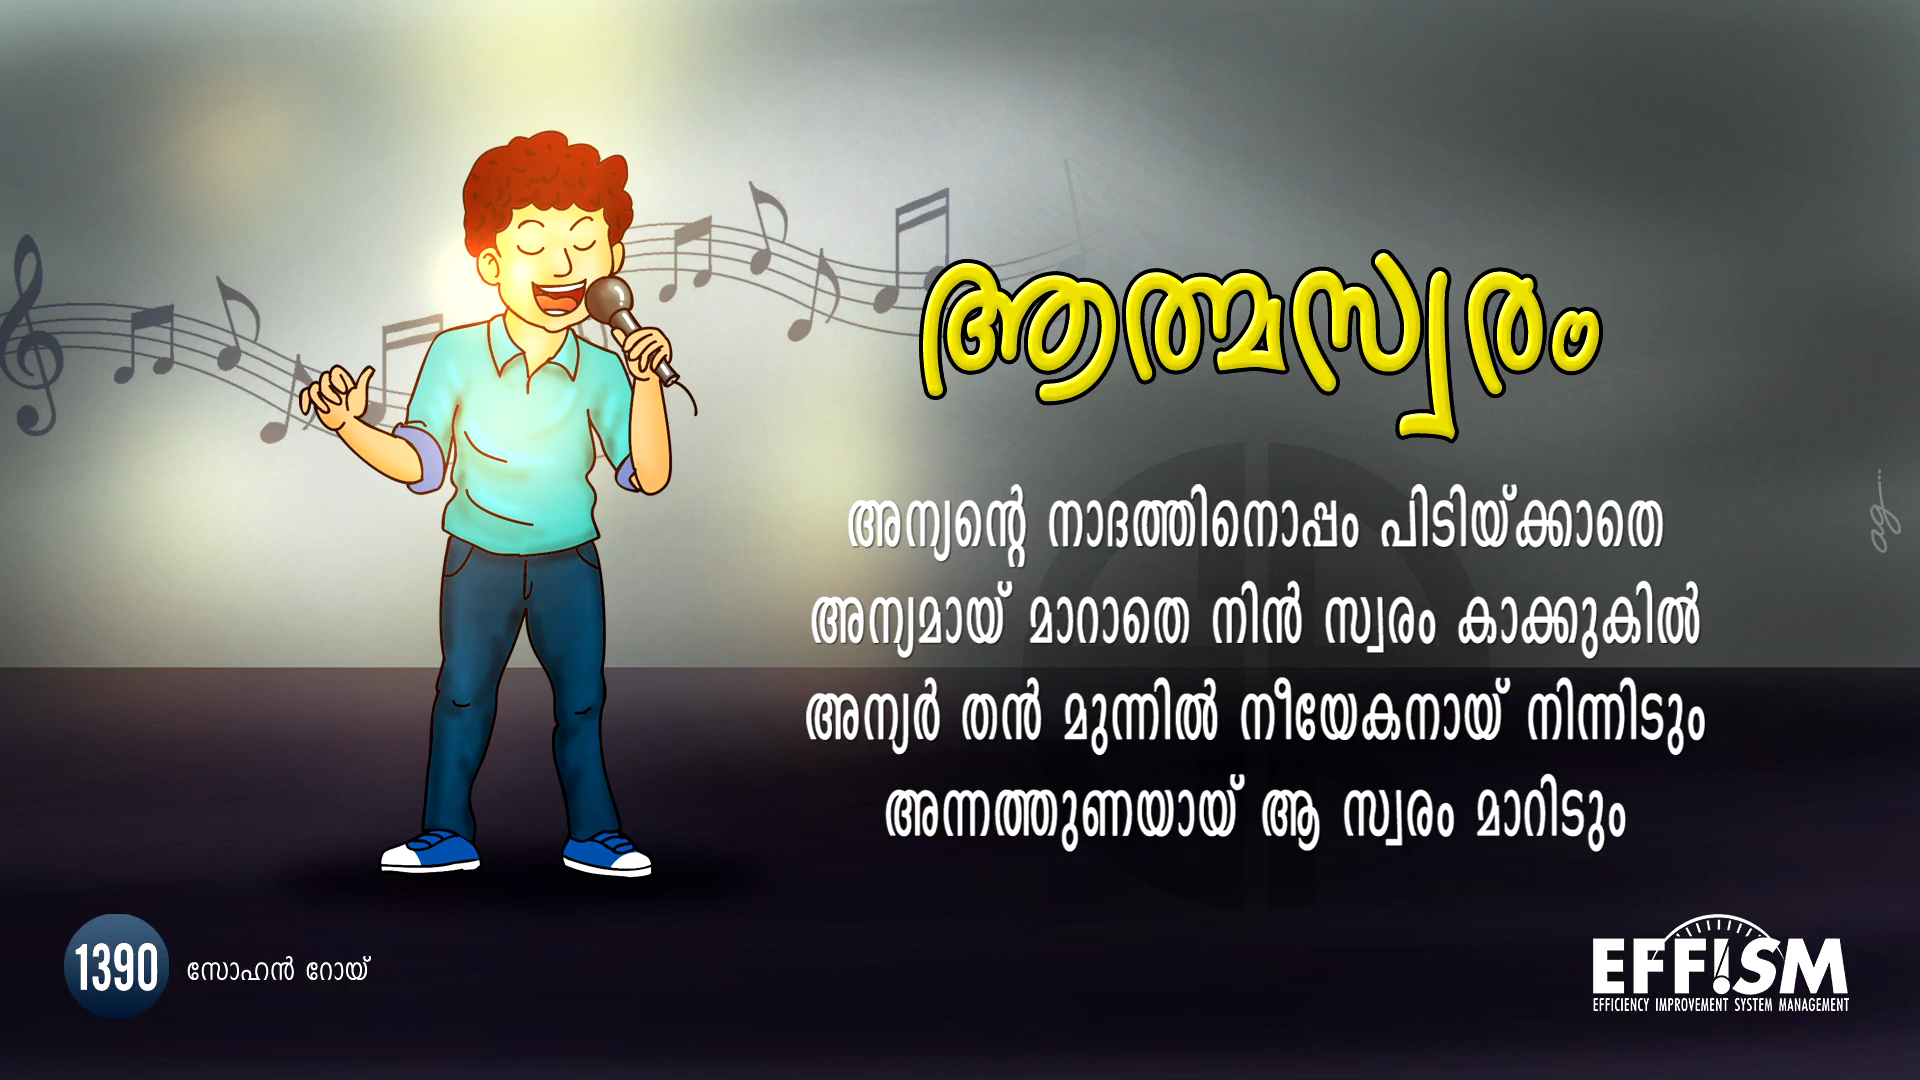 ആത്മസ്വരം
അന്യന്റെ നാദത്തിനൊപ്പം പിടിയ്ക്കാതെ
അന്യമായ് മാറാതെ നിൻ സ്വരം കാക്കുകിൽ
അന്യർ തൻ മുന്നിൽ നീയേകനായ് നിന്നിടും
അന്നത്തുണയായ് ആ സ്വരം മാറിടും
1390 സോഹൻ റോയ്
EFFISM
EFFICIENCY IMPROVEMENT SYSTEM MANAGEMENT
ag